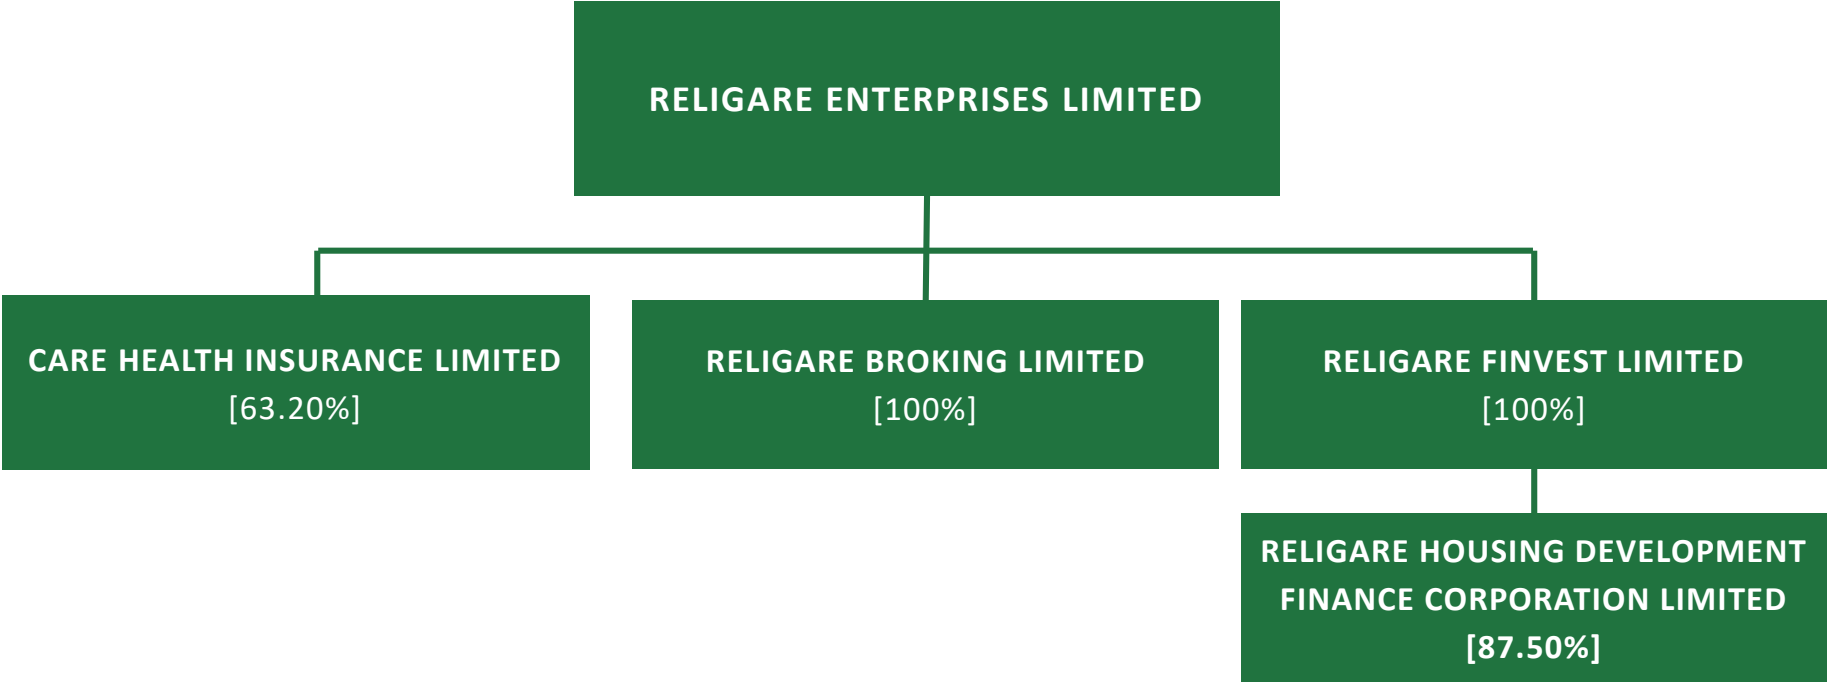 RELIGARE ENTERPRISES LIMITED
CARE HEALTH INSURANCE LIMITED
[63.20%]
RELIGARE BROKING LIMITED
[100%]
RELIGARE FINVEST LIMITED
[100%]
RELIGARE HOUSING DEVELOPMENT
FINANCE CORPORATION LIMITED
[87.50%]